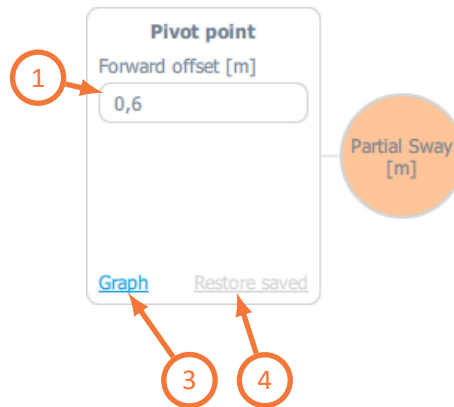 Pivot point
Forward offset [m]
1
0,6
Partial Sway
[m]
Graph
Restore saved
3
4